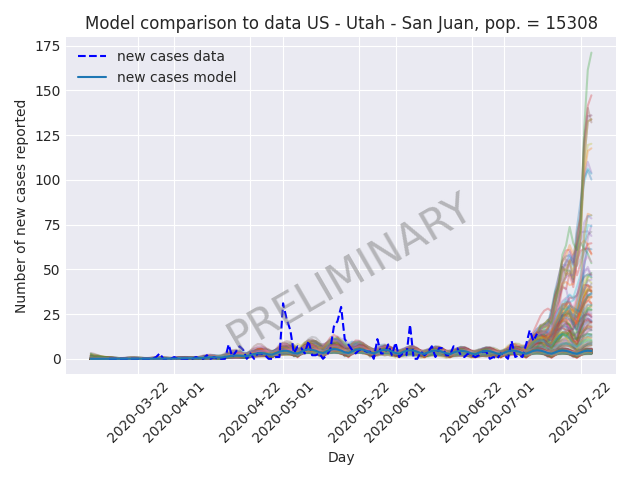 Model comparison to data US - Utah - San Juan, pop. = 15308
new cases data
new cases model
Number of new cases reported
175
150
125
100
75
50
25
0
PRELIMINARY
2020-03-22
2020-04-01
2020-04-22
2020-05-01
2020-05-22
2020-06-01
2020-06-22
2020-07-01
2020-07-22
Day